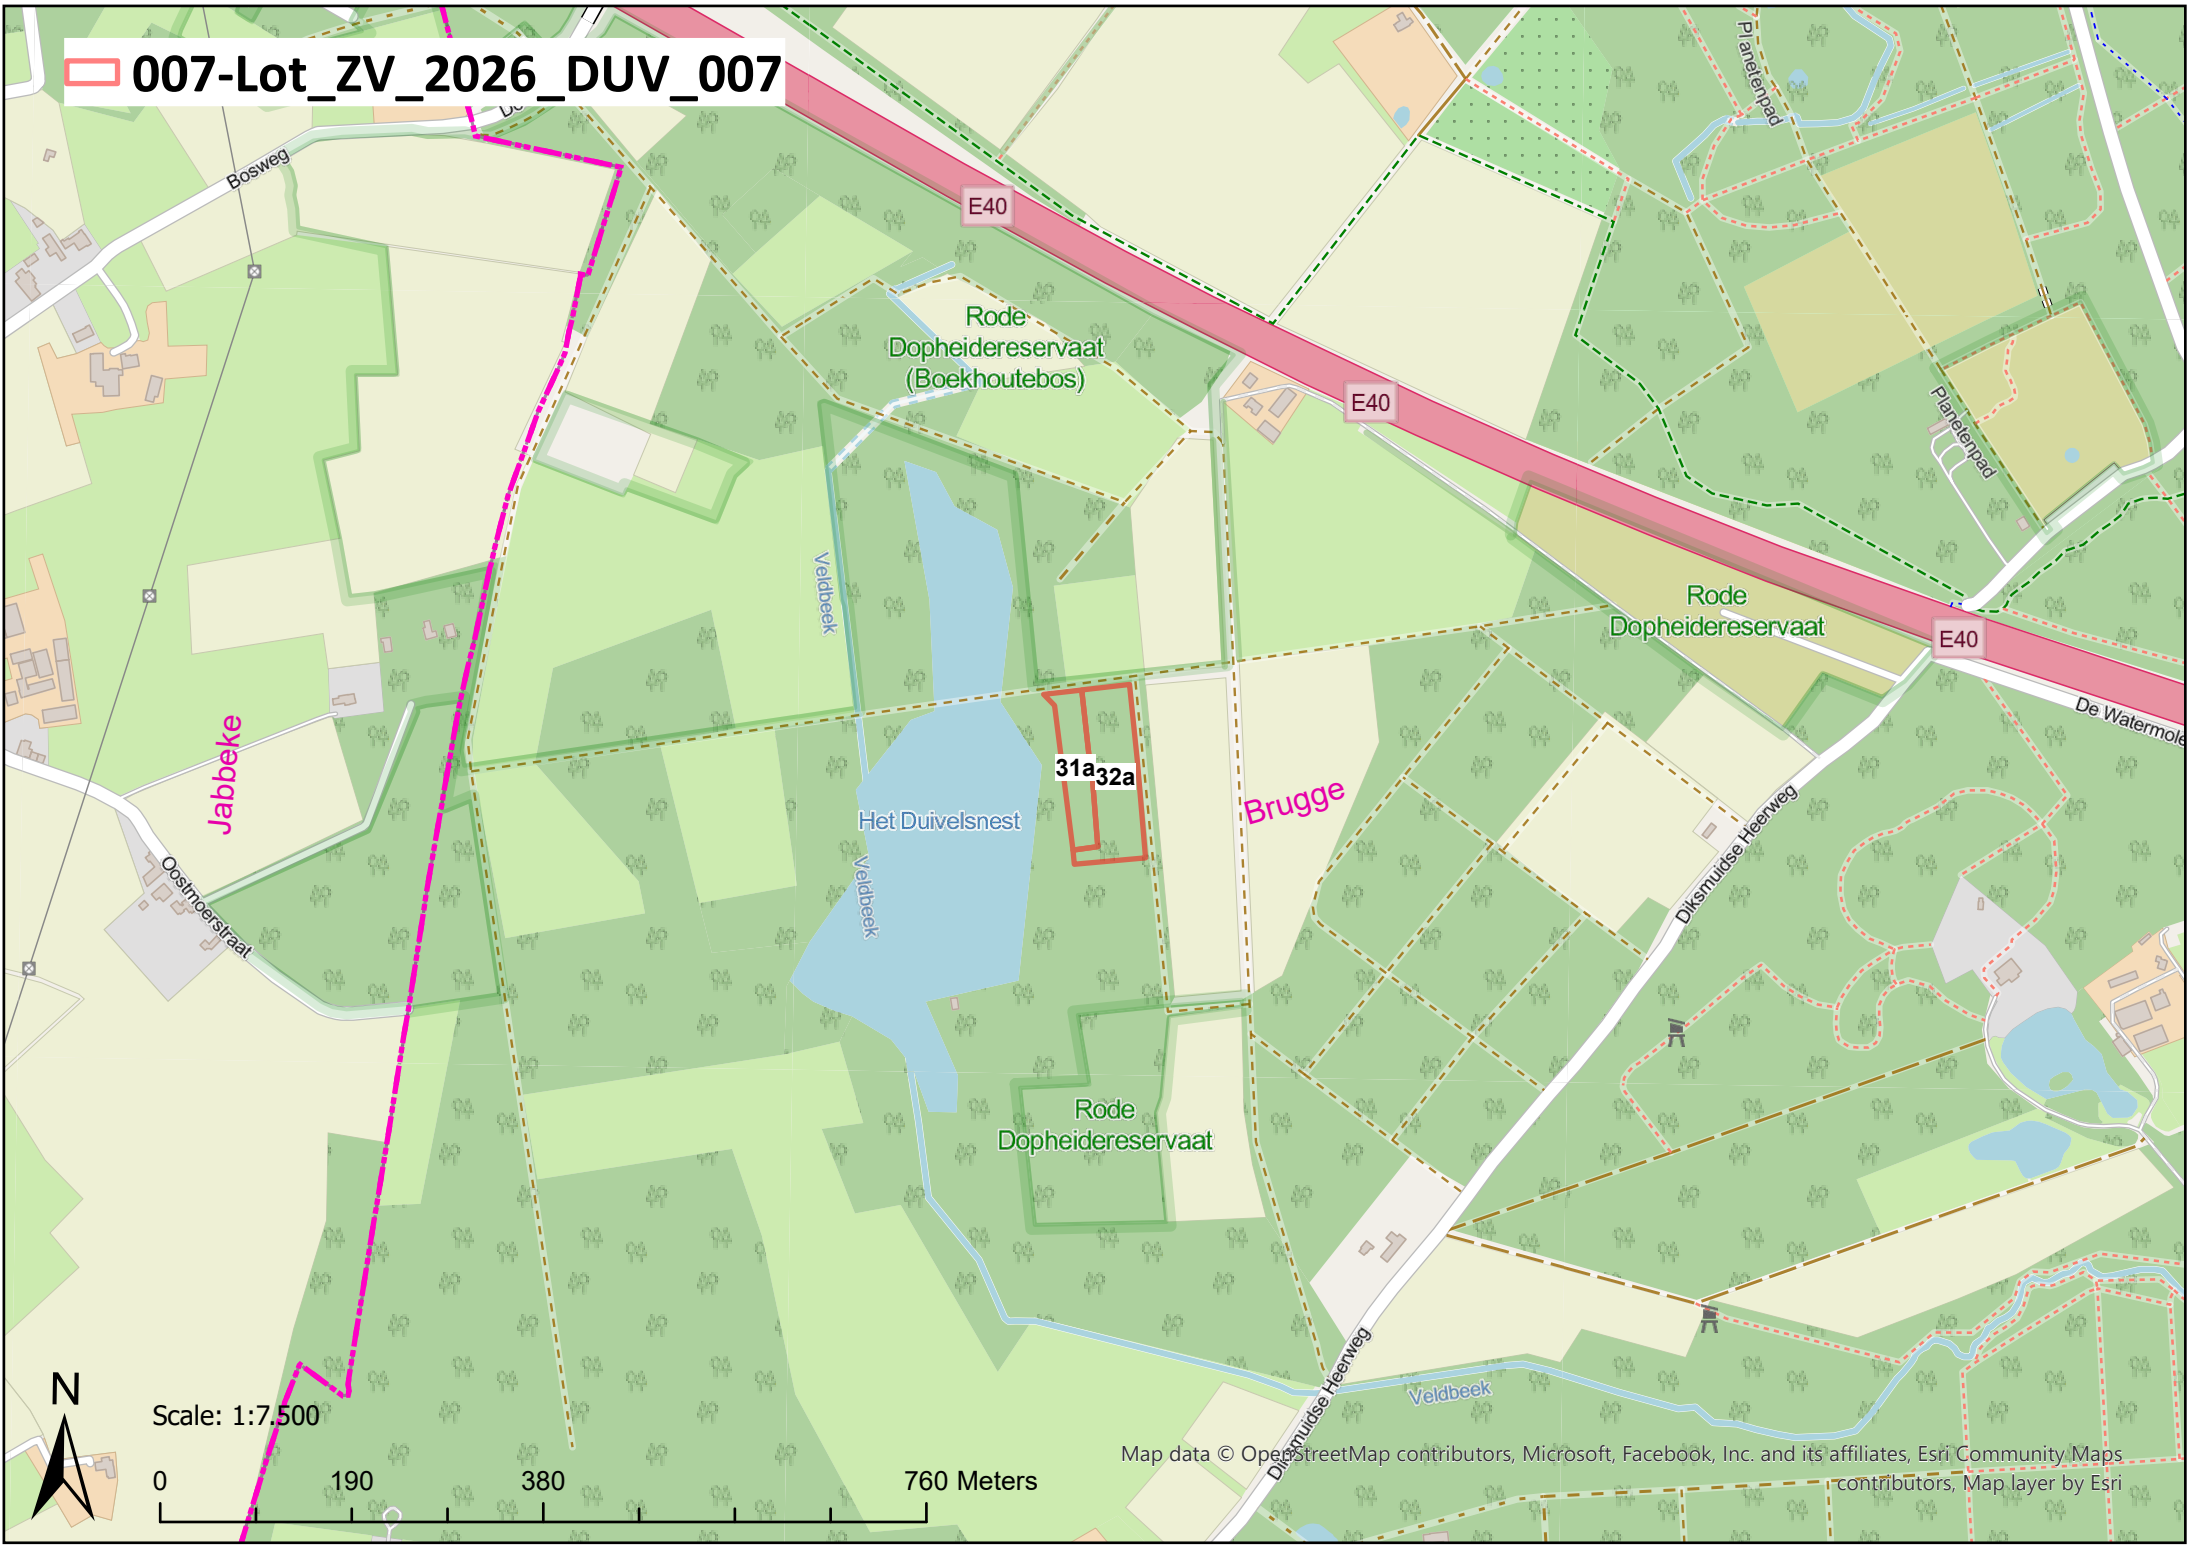 007-Lot_ZV_2026_DUV_007
Planetenpad
Bosweg
E40
Rode
Dopheidereservaat
(Boekhoutebos)
E40
Planetenpad
Veldbeek
Rode
Dopheidereservaat
E40
De Watermole
Jabbeke
31a
32a
Brugge
Het Duivelsnest
Veldbeek
Diksmuidse Heerweg
Oostmoerstraat
Rode
Dopheidereservaat
Diksmuidse Heerweg
Veldbeek
N
Scale: 1:7.500
0 190 380 760 Meters
Map data © OpenStreetMap contributors, Microsoft, Facebook, Inc. and its affiliates, Esri Community Maps
contributors, Map layer by Esri